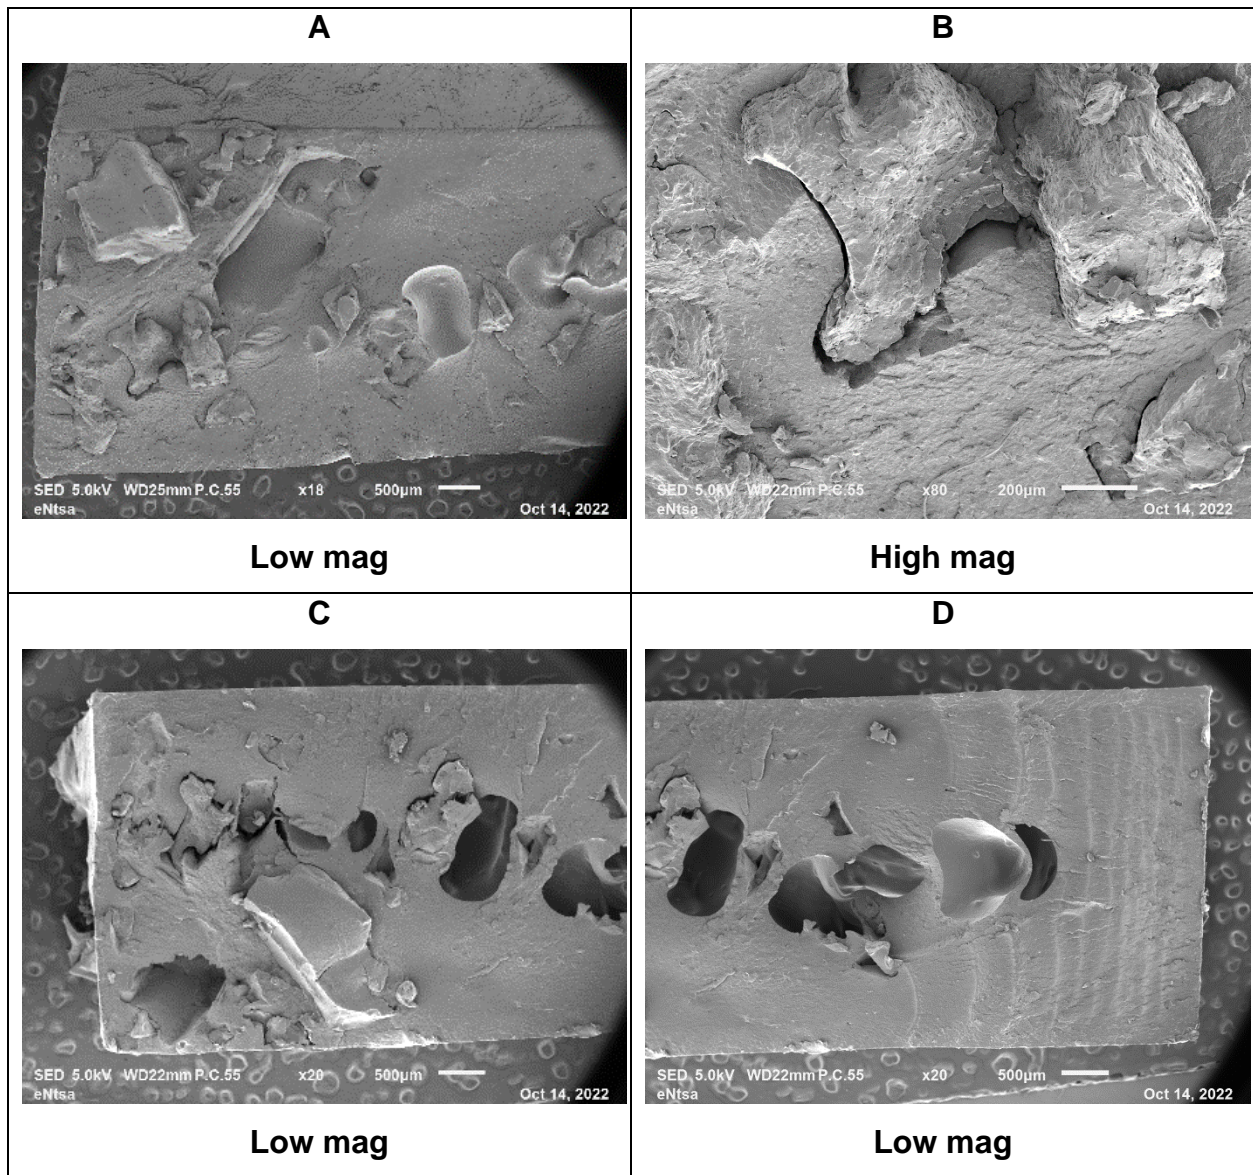 A
B
SED 5.0kV WD25mm P.C.55 x18 500µm
eNtsa Oct 14, 2022
SED 5.0kV WD22mm P.C.55 x80 200µm
eNtsa Oct 14, 2022
Low mag
High mag
C
D
SED 5.0kV WD22mm P.C.55 x20 500µm
eNtsa Oct 14, 2022
SED 5.0kV WD22mm P.C.55 x20 500µm
eNtsa Oct 14, 2022
Low mag
Low mag